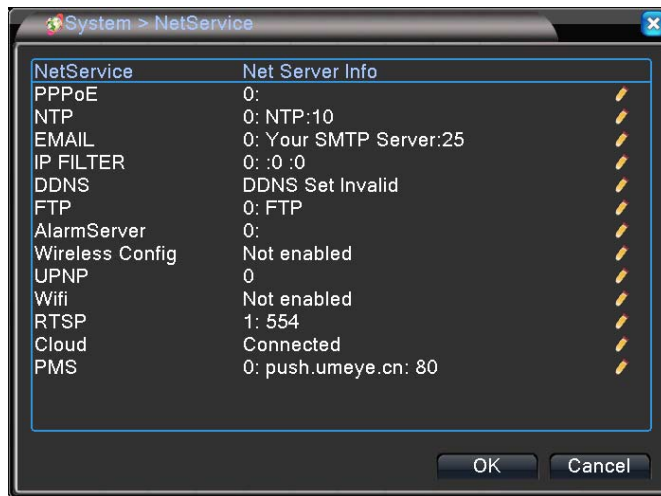 System > NetService
NetService Net Server Info
PPPoE 0:
NTP 0: NTP:10
EMAIL 0: Your SMTP Server:25
IP FILTER 0: :0 :0
DDNS DDNS Set Invalid
FTP 0: FTP
AlarmServer 0:
Wireless Config Not enabled
UPNP 0
Wifi Not enabled
RTSP 1: 554
Cloud Connected
PMS 0: push.umeye.cn: 80
OK Cancel